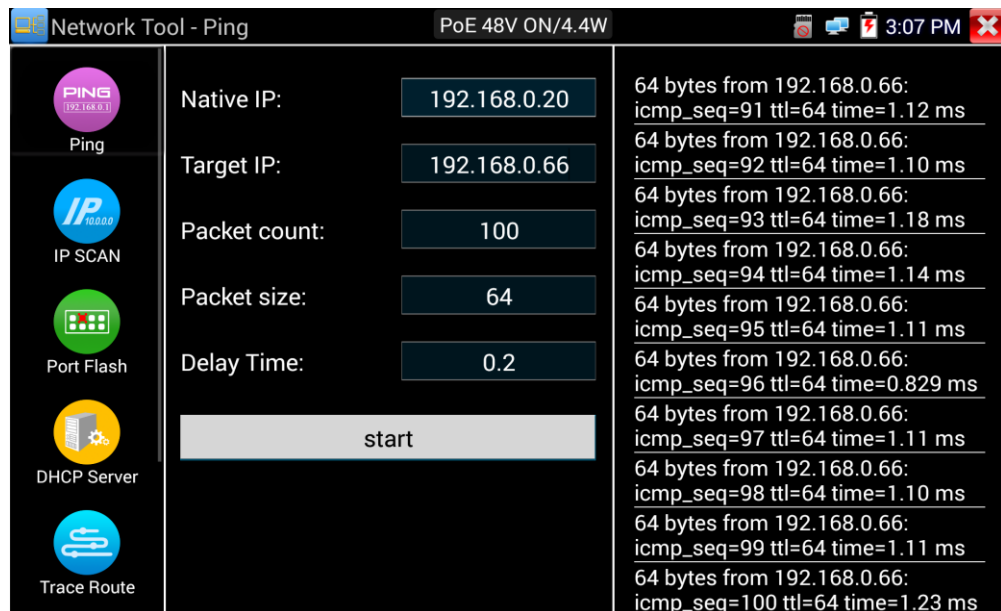 Network Tool - Ping
PoE 48V ON/4.4W
3:07 PM
PING
192.168.0.1
Ping
IP
10.0.0.0
IP SCAN
Port Flash
DHCP Server
Trace Route
Native IP: 192.168.0.20
Target IP: 192.168.0.66
Packet count: 100
Packet size: 64
Delay Time: 0.2
start
64 bytes from 192.168.0.66:
icmp_seq=91 ttl=64 time=1.12 ms
64 bytes from 192.168.0.66:
icmp_seq=92 ttl=64 time=1.10 ms
64 bytes from 192.168.0.66:
icmp_seq=93 ttl=64 time=1.18 ms
64 bytes from 192.168.0.66:
icmp_seq=94 ttl=64 time=1.14 ms
64 bytes from 192.168.0.66:
icmp_seq=95 ttl=64 time=1.11 ms
64 bytes from 192.168.0.66:
icmp_seq=96 ttl=64 time=0.829 ms
64 bytes from 192.168.0.66:
icmp_seq=97 ttl=64 time=1.11 ms
64 bytes from 192.168.0.66:
icmp_seq=98 ttl=64 time=1.10 ms
64 bytes from 192.168.0.66:
icmp_seq=99 ttl=64 time=1.11 ms
64 bytes from 192.168.0.66:
icmp_seq=100 ttl=64 time=1.23 ms